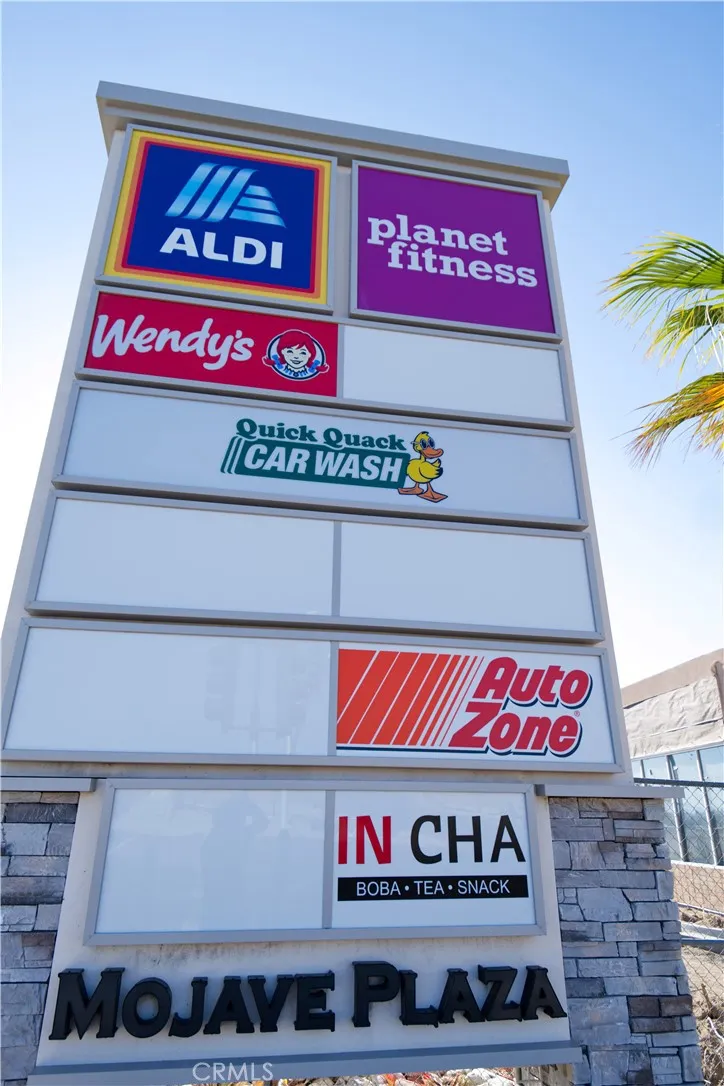 ALDI
planet
fitness
Wendy's
Quick Quack
CAR WASH
Auto
Zone®
IN CHA
BOBA • TEA • SNACK
MOJAVE PLAZA
CRMLS